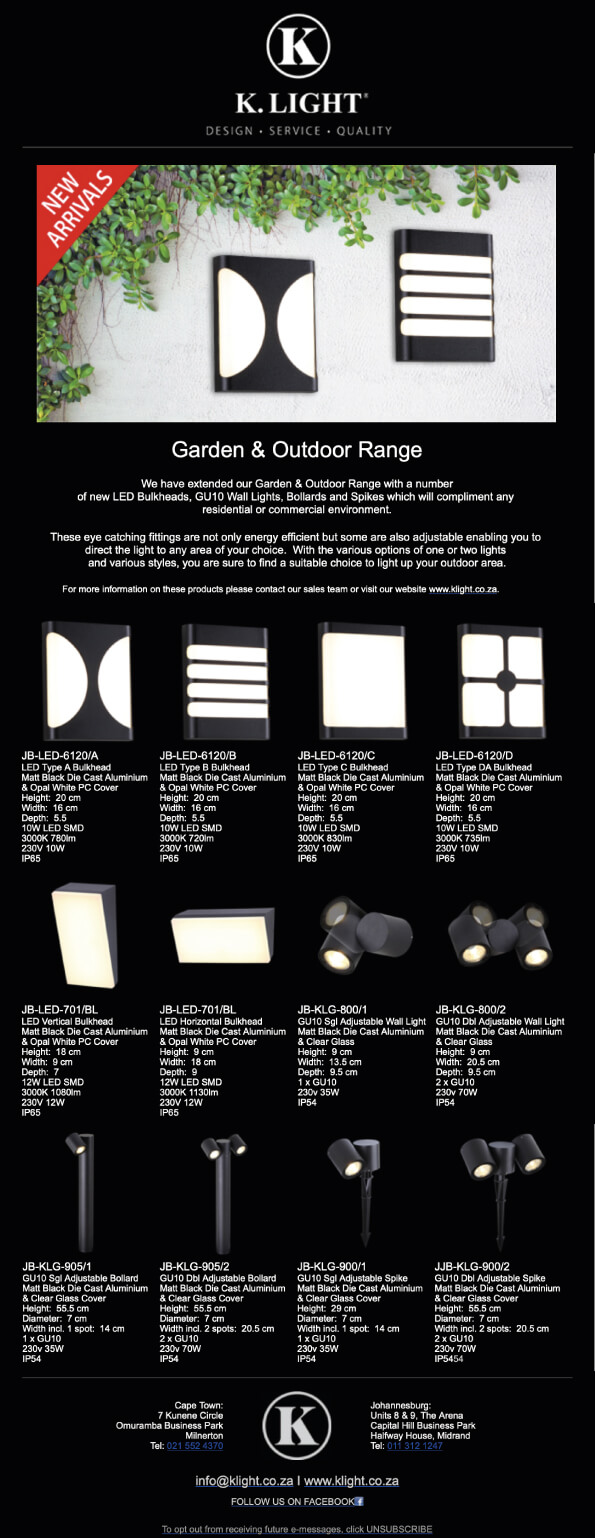 K
K. LIGHT®
DESIGN • SERVICE • QUALITY
NEW
ARRIVALS
Garden & Outdoor Range
We have extended our Garden & Outdoor Range with a number
of new LED Bulkheads, GU10 Wall Lights, Bollards and Spikes which will compliment any
residential or commercial environment.
These eye catching fittings are not only energy efficient but some are also adjustable enabling you to
direct the light to any area of your choice. With the various options of one or two lights
and various styles, you are sure to find a suitable choice to light up your outdoor area.
For more information on these products please contact our sales team or visit our website www.klight.co.za.
JB-LED-6120/A
LED Type A Bulkhead
Matt Black Die Cast Aluminium
& Opal White PC Cover
Height: 20 cm
Width: 16 cm
Depth: 5.5
10W LED SMD
3000K 780lm
230V 10W
IP65
JB-LED-6120/B
LED Type B Bulkhead
Matt Black Die Cast Aluminium
& Opal White PC Cover
Height: 20 cm
Width: 16 cm
Depth: 5.5
10W LED SMD
3000K 720lm
230V 10W
IP65
JB-LED-6120/C
LED Type C Bulkhead
Matt Black Die Cast Aluminium
& Opal White PC Cover
Height: 20 cm
Width: 16 cm
Depth: 5.5
10W LED SMD
3000K 830lm
230V 10W
IP65
JB-LED-6120/D
LED Type DA Bulkhead
Matt Black Die Cast Aluminium
& Opal White PC Cover
Height: 20 cm
Width: 16 cm
Depth: 5.5
10W LED SMD
3000K 735lm
230V 10W
IP65
JB-LED-701/BL
LED Vertical Bulkhead
Matt Black Die Cast Aluminium
& Opal White PC Cover
Height: 18 cm
Width: 9 cm
Depth: 7
12W LED SMD
3000K 1080lm
230V 12W
IP65
JB-LED-701/BL
LED Horizontal Bulkhead
Matt Black Die Cast Aluminium
& Opal White PC Cover
Height: 9 cm
Width: 18 cm
Depth: 9
12W LED SMD
3000K 1130lm
230V 12W
IP65
JB-KLG-800/1
GU10 Sgl Adjustable Wall Light
Matt Black Die Cast Aluminium
& Clear Glass
Height: 9 cm
Width: 13.5 cm
Depth: 9.5 cm
1 x GU10
230v 35W
IP54
JB-KLG-800/2
GU10 Dbl Adjustable Wall Light
Matt Black Die Cast Aluminium
& Clear Glass
Height: 9 cm
Width: 20.5 cm
Depth: 9.5 cm
2 x GU10
230v 70W
IP54
JB-KLG-905/1
GU10 Sgl Adjustable Bollard
Matt Black Die Cast Aluminium
& Clear Glass Cover
Height: 55.5 cm
Diameter: 7 cm
Width incl. 1 spot: 14 cm
1 x GU10
230v 35W
IP54
JB-KLG-905/2
GU10 Dbl Adjustable Bollard
Matt Black Die Cast Aluminium
& Clear Glass Cover
Height: 55.5 cm
Diameter: 7 cm
Width incl. 2 spots: 20.5 cm
2 x GU10
230v 70W
IP54
JB-KLG-900/1
GU10 Sgl Adjustable Spike
Matt Black Die Cast Aluminium
& Clear Glass Cover
Height: 29 cm
Diameter: 7 cm
Width incl. 1 spot: 14 cm
1 x GU10
230v 35W
IP54
JJB-KLG-900/2
GU10 Dbl Adjustable Spike
Matt Black Die Cast Aluminium
& Clear Glass Cover
Height: 55.5 cm
Diameter: 7 cm
Width incl. 2 spots: 20.5 cm
2 x GU10
230v 70W
IP5454
Cape Town:
7 Kunene Circle
Omuramba Business Park
Milnerton
Tel: 021 552 4370
K
Johannesburg:
Units 8 & 9, The Arena
Capital Hill Business Park
Halfway House, Midrand
Tel: 011 312 1247
info@klight.co.za I www.klight.co.za
FOLLOW US ON FACEBOOK f
To opt out from receiving future e-messages, click UNSUBSCRIBE